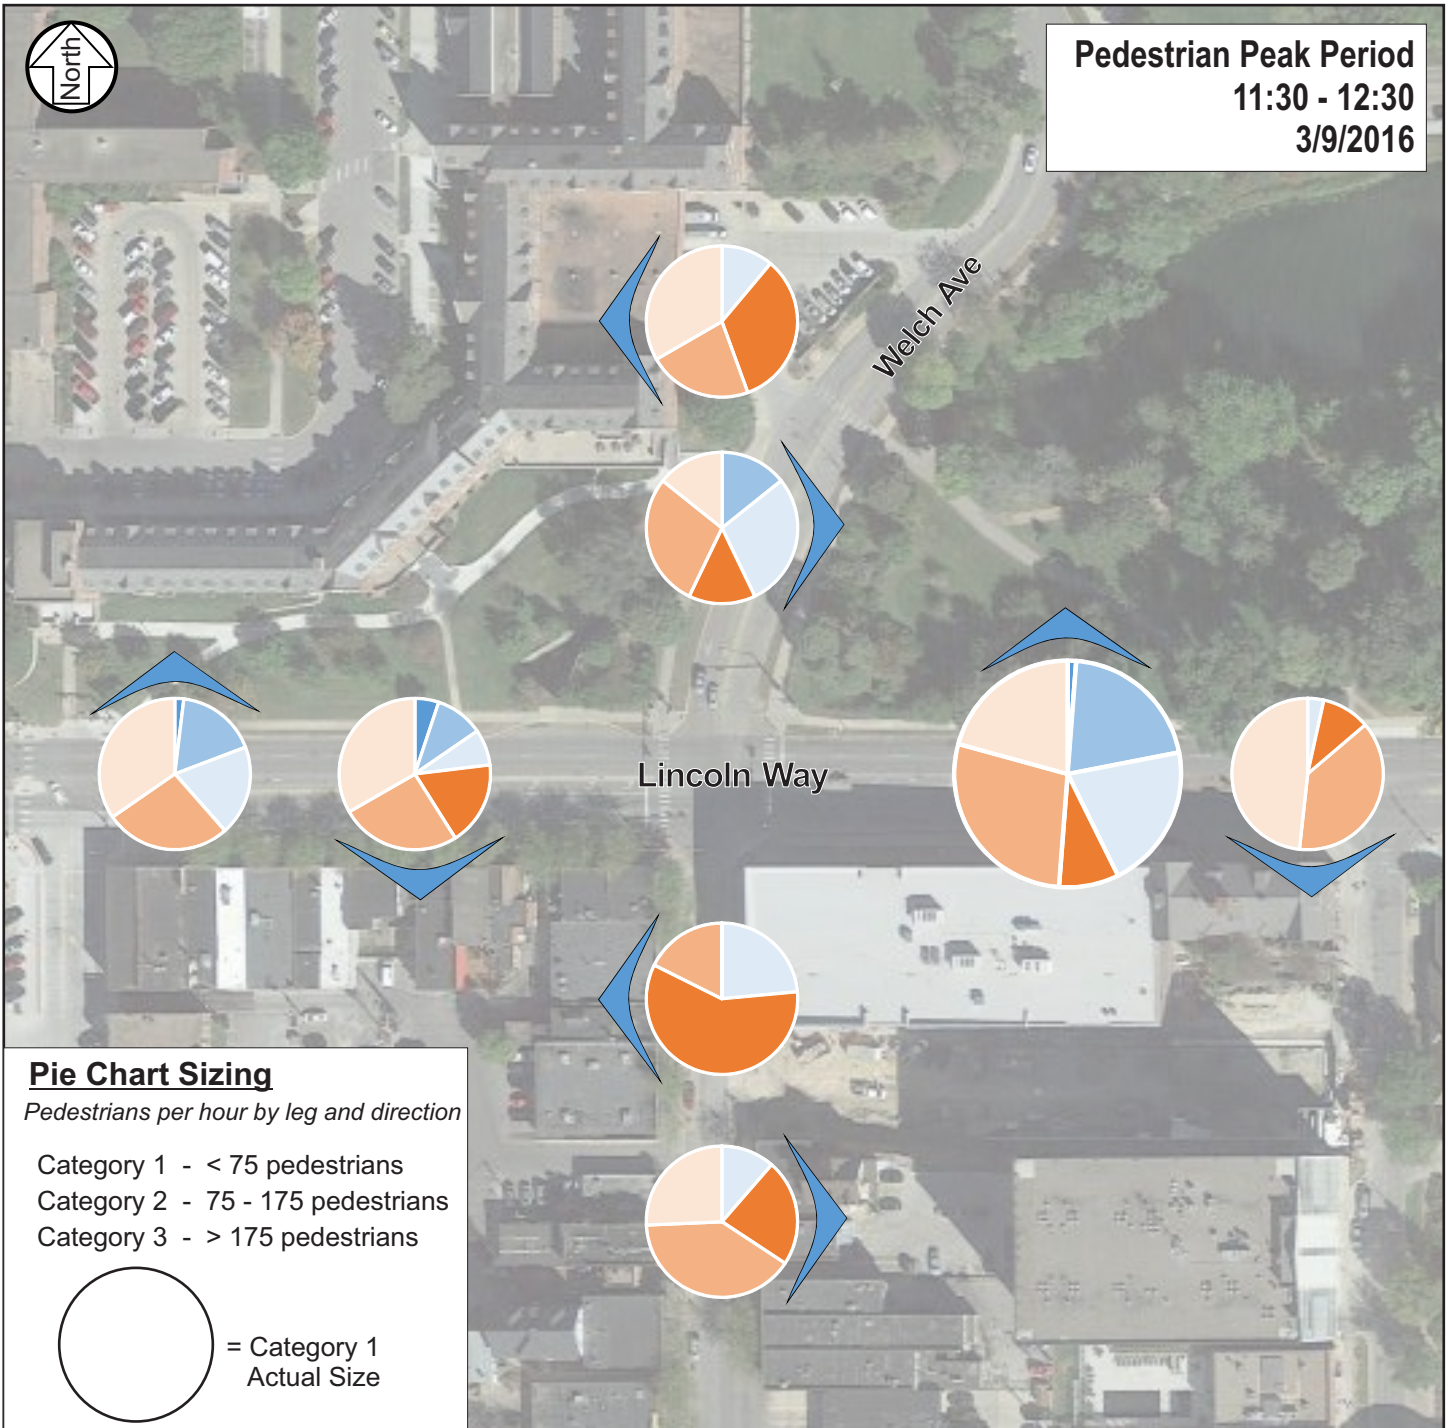 North
Pedestrian Peak Period
11:30 - 12:30
3/9/2016
Welch Ave
Lincoln Way
Pie Chart Sizing
Pedestrians per hour by leg and direction
Category 1 - < 75 pedestrians
Category 2 - 75 - 175 pedestrians
Category 3 - > 175 pedestrians
= Category 1
Actual Size